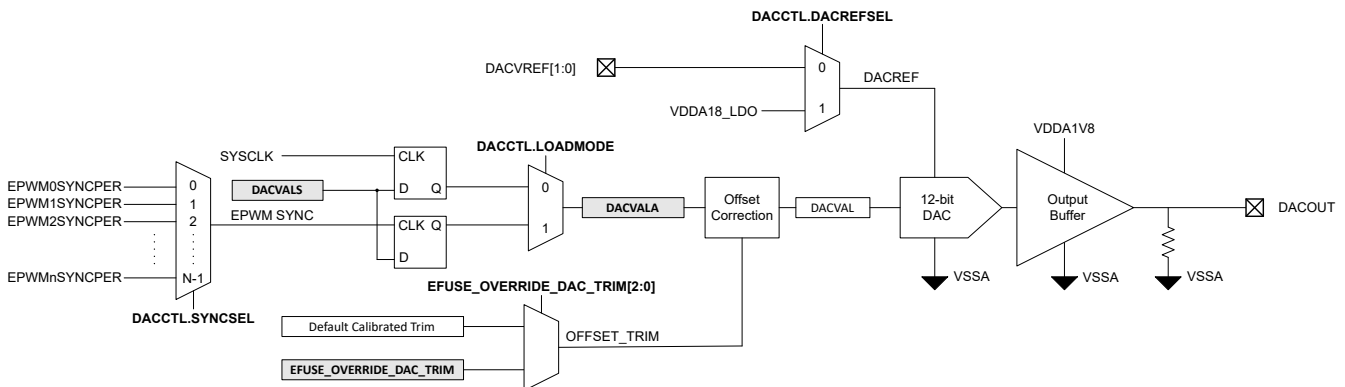 DACCTL.DACREFSEL
DACVREF[1:0]
0
DACREF
VDDA18_LDO
1
VDDA1V8
SYSCLK
CLK
D
Q
DACCTL.LOADMODE
DACVALS
EPWM0SYNCPER
EPWM1SYNCPER
EPWM2SYNCPER
EPWMnSYNCPER
0
1
2
N-1
EPWM SYNC
CLK
Q
D
0
1
DACVALA
Offset
Correction
DACVAL
12-bit
DAC
Output
Buffer
DACOUT
VSSA
VSSA
VSSA
DACCTL.SYNCSEL
EFUSE_OVERRIDE_DAC_TRIM[2:0]
Default Calibrated Trim
OFFSET_TRIM
EFUSE_OVERRIDE_DAC_TRIM